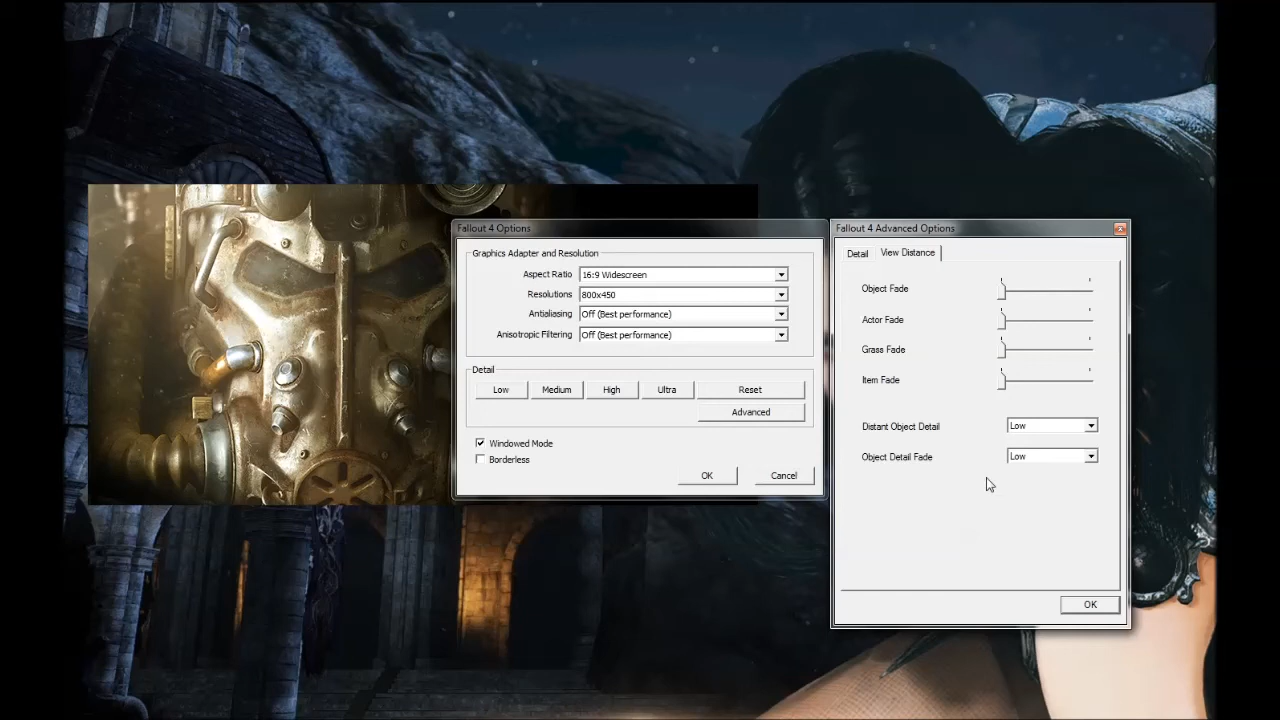 Fallout 4 Options
Graphics Adapter and Resolution
Aspect Ratio 16:9 Widescreen
Resolutions 800x450
Antialiasing Off (Best performance)
Anisotropic Filtering Off (Best performance)
Detail
Low Medium High Ultra Reset
Advanced
Windowed Mode
Borderless
OK Cancel
Fallout 4 Advanced Options
Detail View Distance
Object Fade
Actor Fade
Grass Fade
Item Fade
Distant Object Detail Low
Object Detail Fade Low
OK